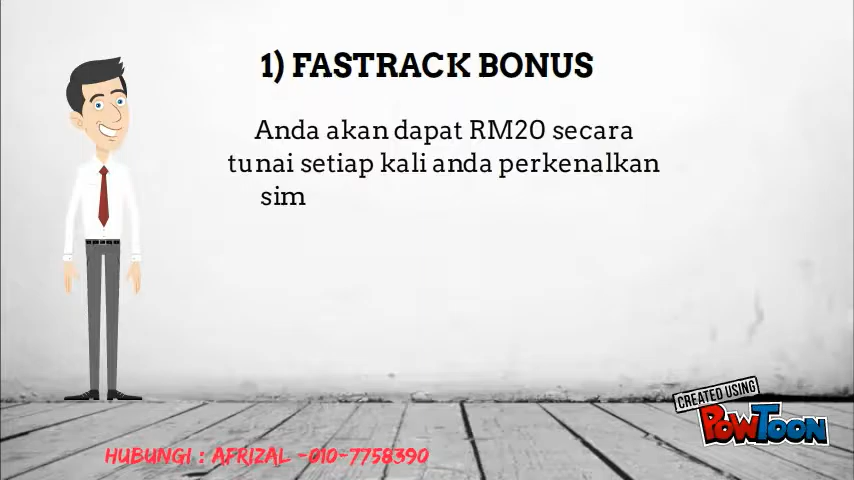 1) FASTRACK BONUS
Anda akan dapat RM20 secara
tunai setiap kali anda perkenalkan
sim
CREATED USING
POWTOON
HUBUNGI : AFRIZAL -010-7758390